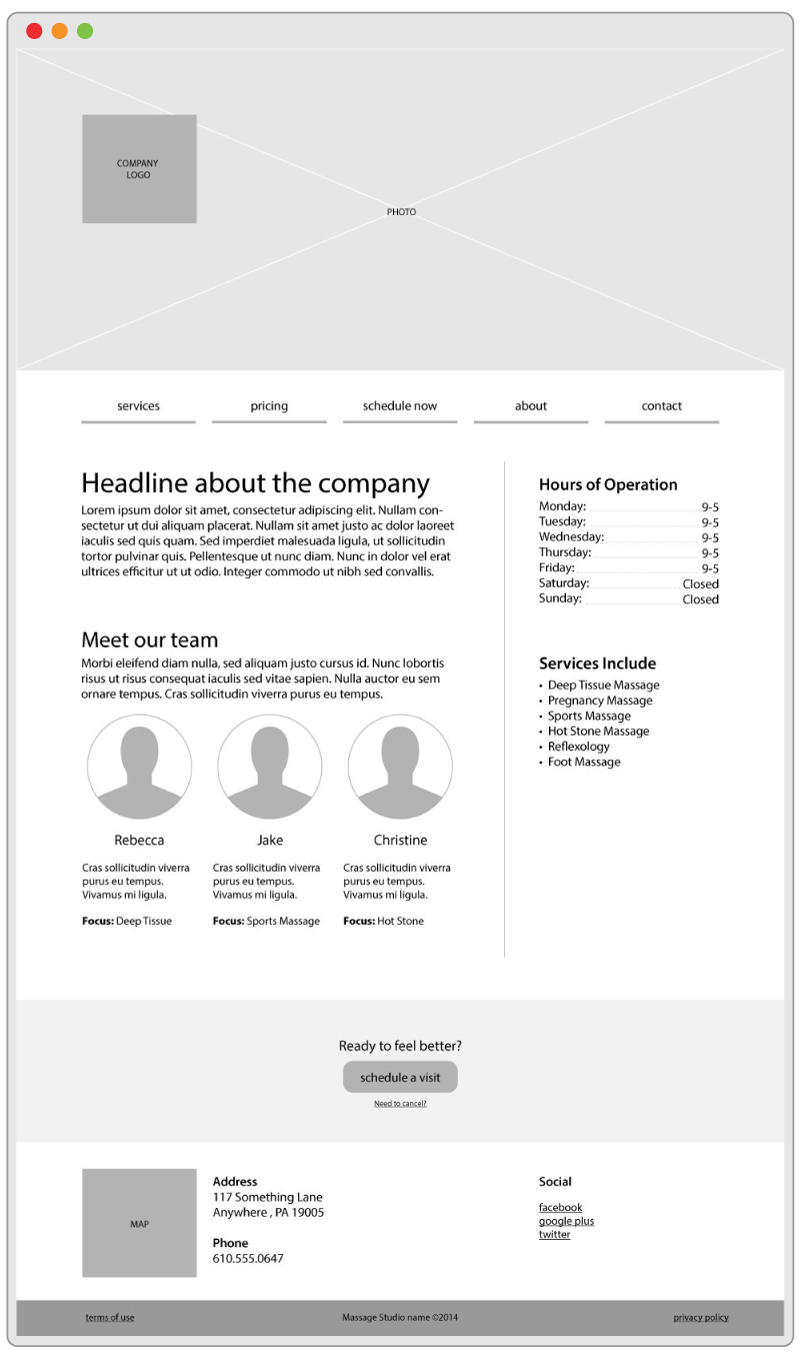 COMPANY
LOGO
PHOTO
services
pricing
schedule now
about
contact
Headline about the company
Lorem ipsum dolor sit amet, consectetur adipiscing elit. Nullam con-
sectetur ut dui aliquam placerat. Nullam sit amet justo ac dolor laoreet
iaculis sed quis quam. Sed imperdiet malesuada ligula, ut sollicitudin
tortor pulvinar quis. Pellentesque ut nunc diam. Nunc in dolor vel erat
ultrices efficitur ut ut odio. Integer commodo ut nibh sed convallis.
Meet our team
Morbi eleifend diam nulla, sed aliquam justo cursus id. Nunc lobortis
risus ut risus consequat iaculis sed vitae sapien. Nulla auctor eu sem
ornare tempus. Cras sollicitudin viverra purus eu tempus.
Rebecca
Cras sollicitudin viverra
purus eu tempus.
Vivamus mi ligula.
Focus: Deep Tissue
Jake
Cras sollicitudin viverra
purus eu tempus.
Vivamus mi ligula.
Focus: Sports Massage
Christine
Cras sollicitudin viverra
purus eu tempus.
Vivamus mi ligula.
Focus: Hot Stone
Hours of Operation
Monday: 9-5
Tuesday: 9-5
Wednesday: 9-5
Thursday: 9-5
Friday: 9-5
Saturday: Closed
Sunday: Closed
Services Include
• Deep Tissue Massage
• Pregnancy Massage
• Sports Massage
• Hot Stone Massage
• Reflexology
• Foot Massage
Ready to feel better?
schedule a visit
Need to cancel?
MAP
Address
117 Something Lane
Anywhere , PA 19005
Phone
610.555.0647
Social
facebook
google plus
twitter
terms of use
Massage Studio name ©2014
privacy policy